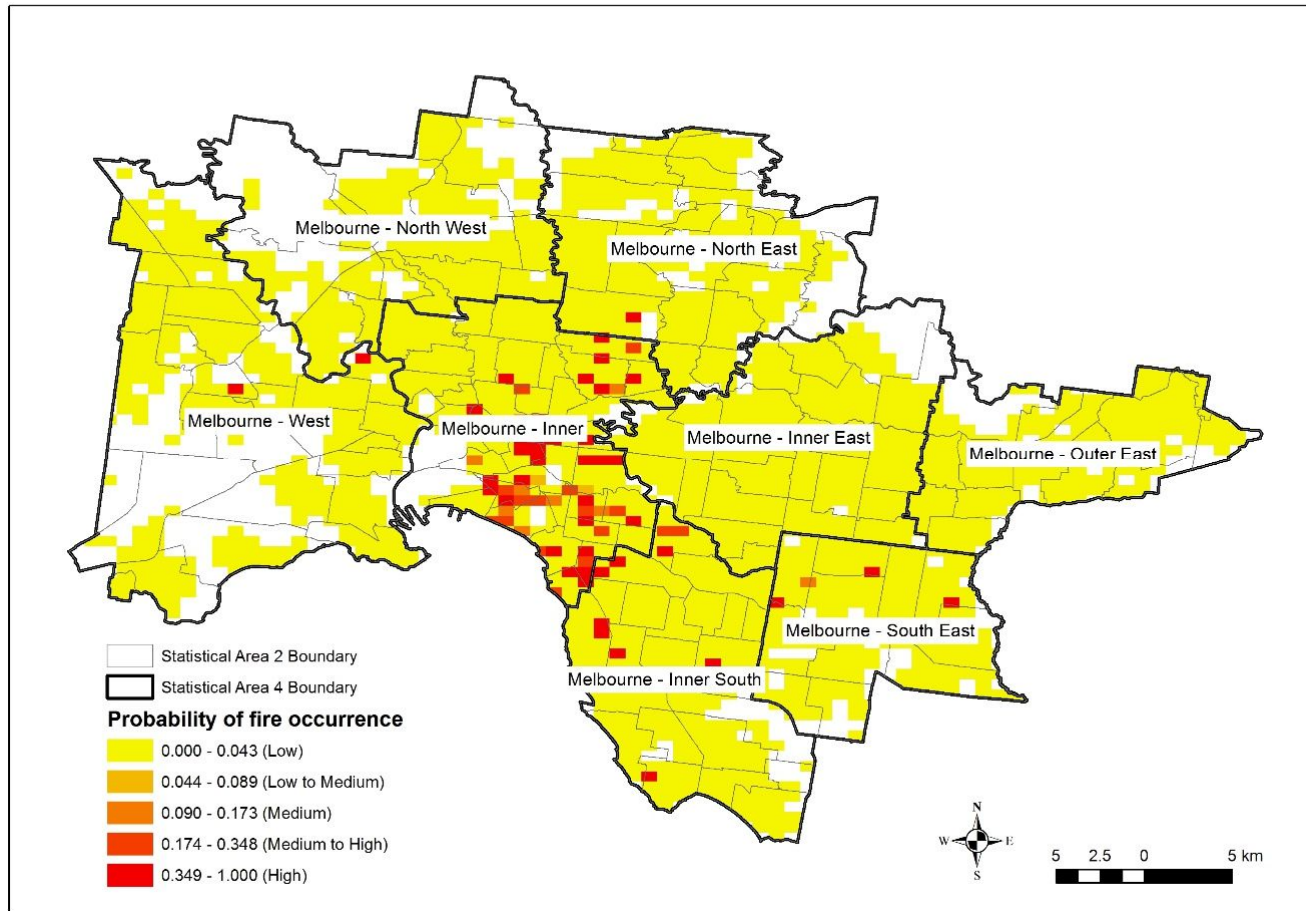 Melbourne - North West
Melbourne - North East
Melbourne - West
Melbourne - Inner
Melbourne - Inner East
Melbourne - Outer East
Melbourne - South East
Melbourne - Inner South
Statistical Area 2 Boundary
Statistical Area 4 Boundary
Probability of fire occurrence
0.000 - 0.043 (Low)
0.044 - 0.089 (Low to Medium)
0.090 - 0.173 (Medium)
0.174 - 0.348 (Medium to High)
0.349 - 1.000 (High)
N
W E
S
5 2.5 0 5 km